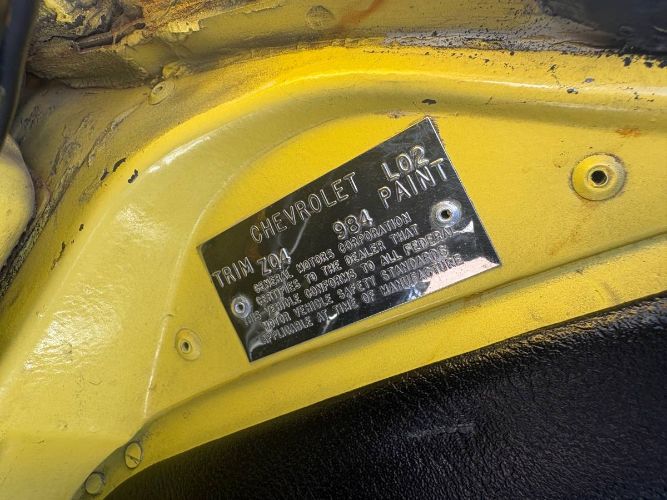 CHEVROLET L02
TRIM Z04 984 PAINT
GENERAL MOTORS CORPORATION
CERTIFIES TO THE DEALER THAT
THIS VEHICLE CONFORMS TO ALL FEDERAL
MOTOR VEHICLE SAFETY STANDARDS
APPLICABLE AT TIME OF MANUFACTURE